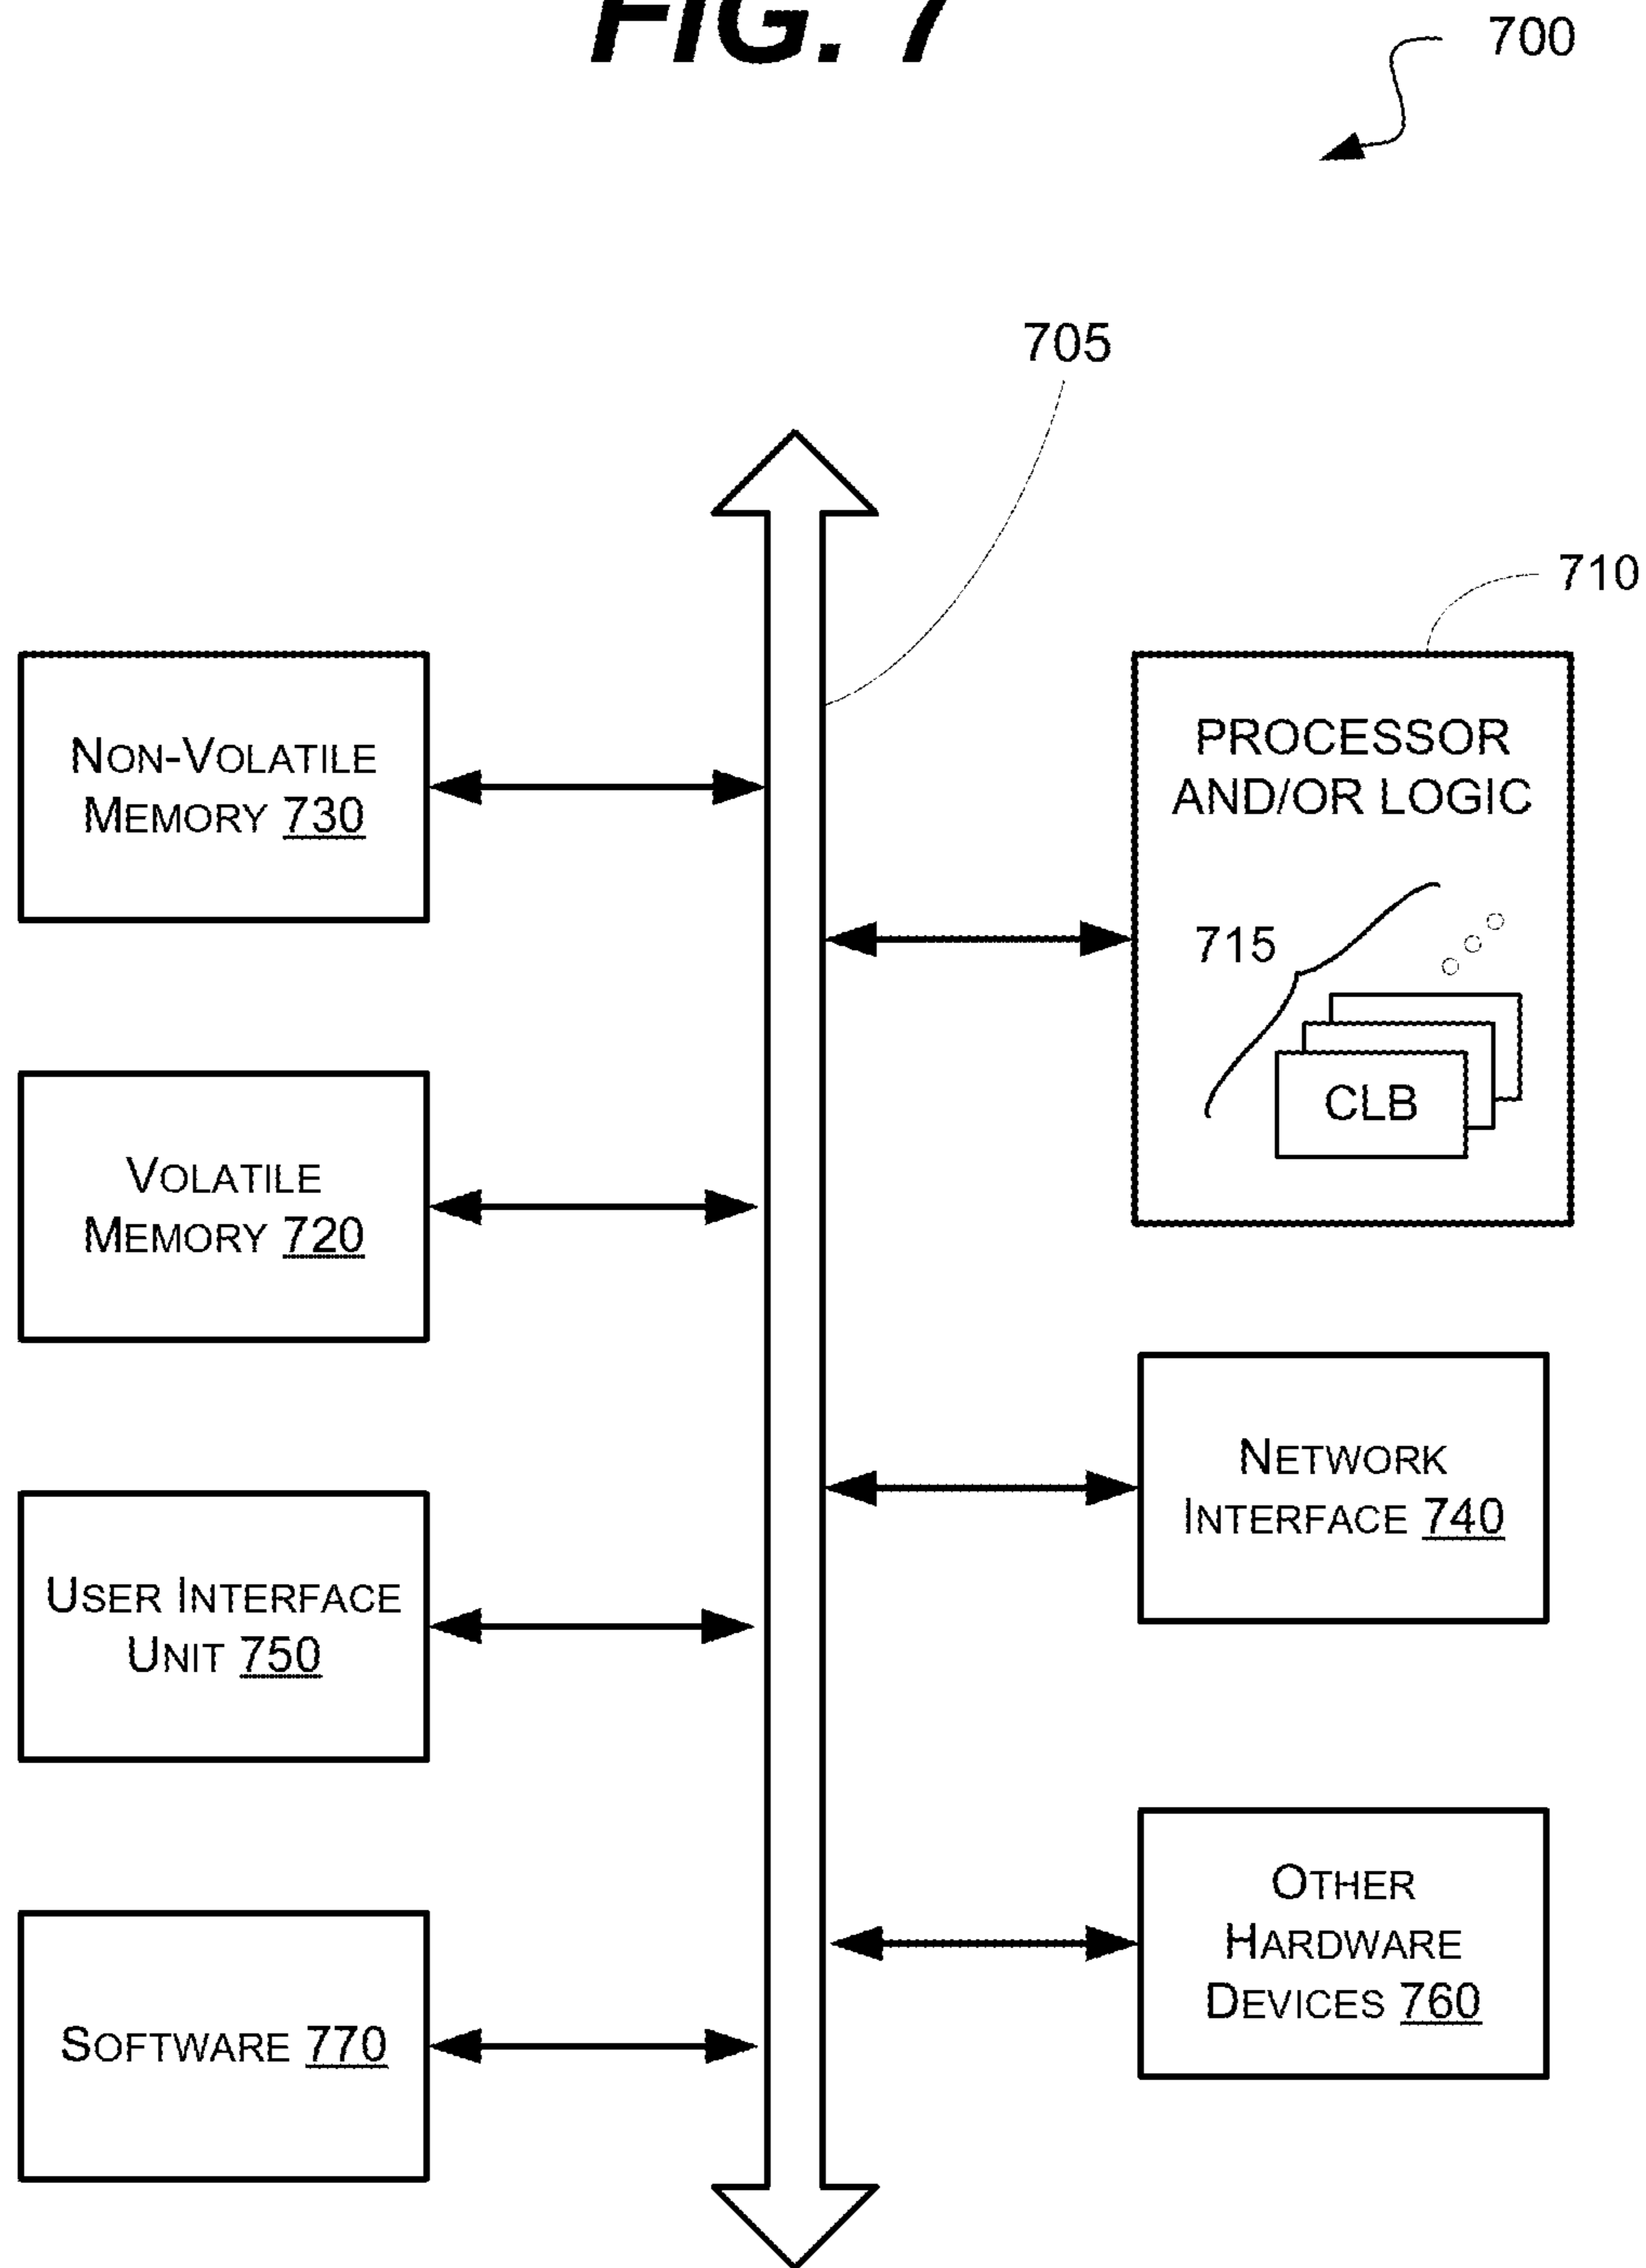 FIG. 7
700
705
710
NON-VOLATILE
MEMORY 730
PROCESSOR
AND/OR LOGIC
715
CLB
VOLATILE
MEMORY 720
NETWORK
INTERFACE 740
USER INTERFACE
UNIT 750
OTHER
HARDWARE
DEVICES 760
SOFTWARE 770